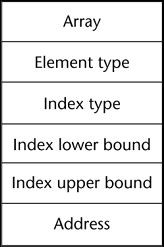 Array
Element type
Index type
Index lower bound
Index upper bound
Address